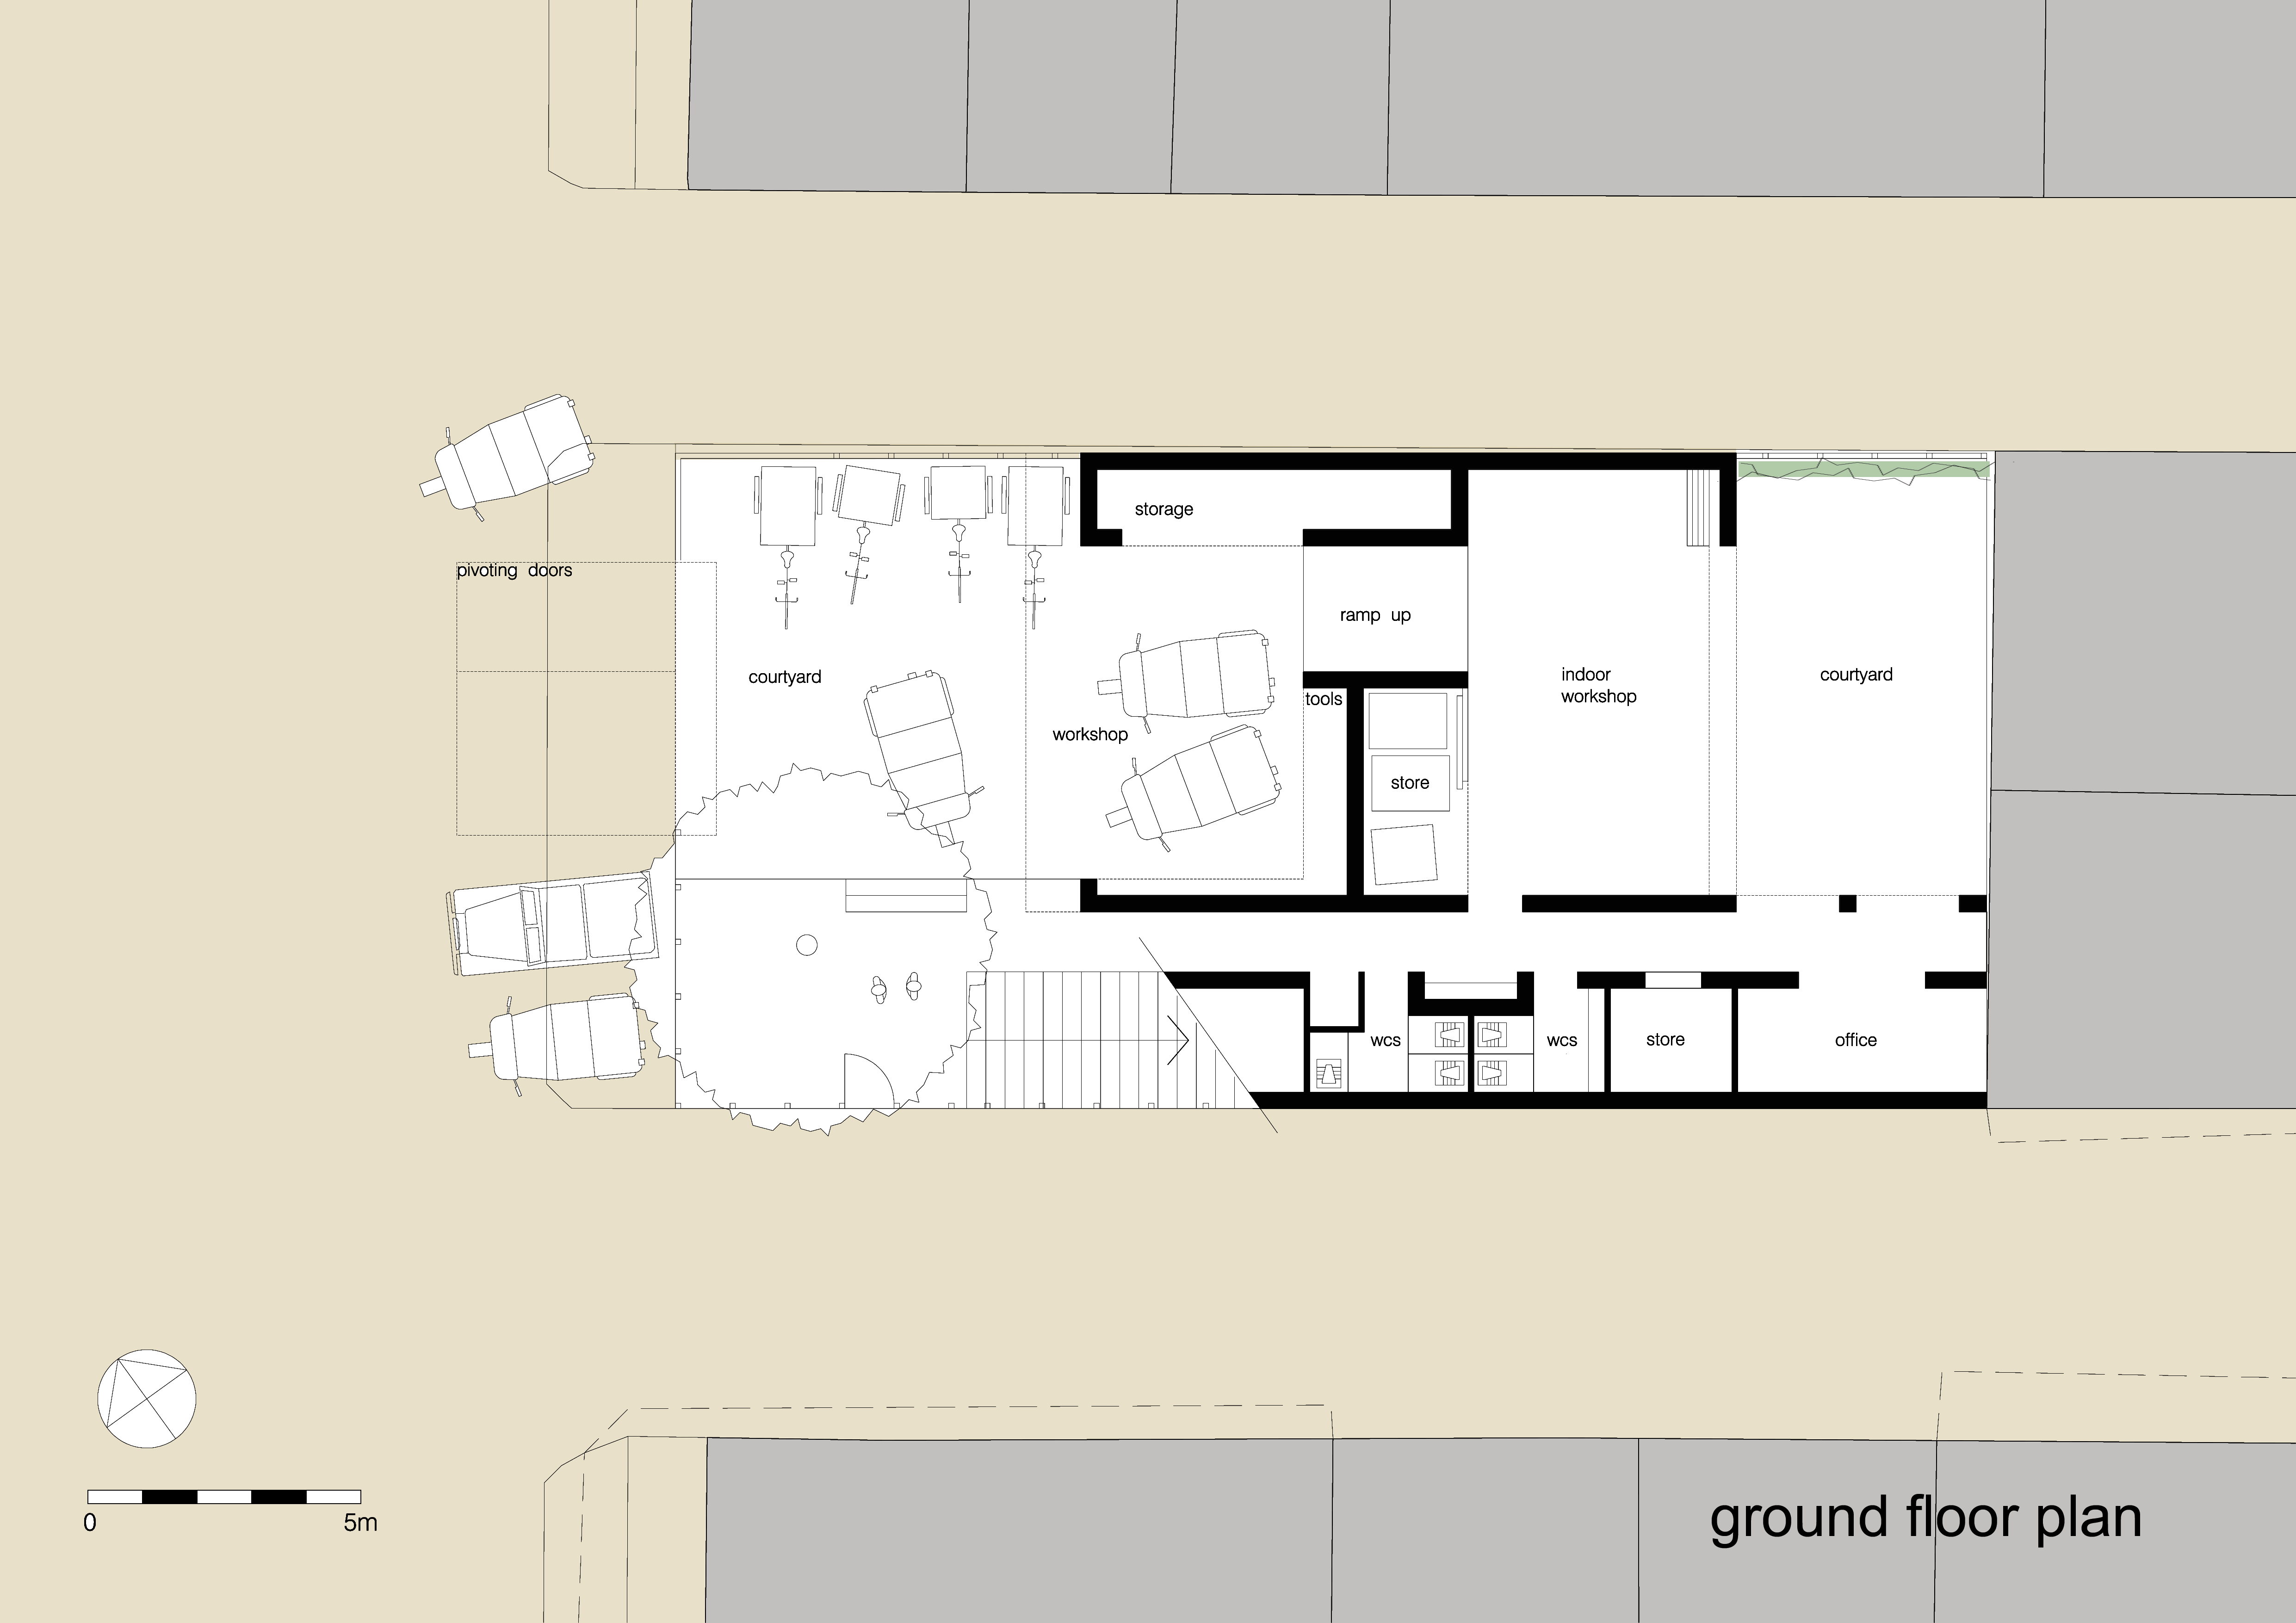 storage
pivoting doors
ramp up
courtyard
indoor
workshop
courtyard
tools
workshop
store
wcs
wcs
store
office
0
5m
ground floor plan